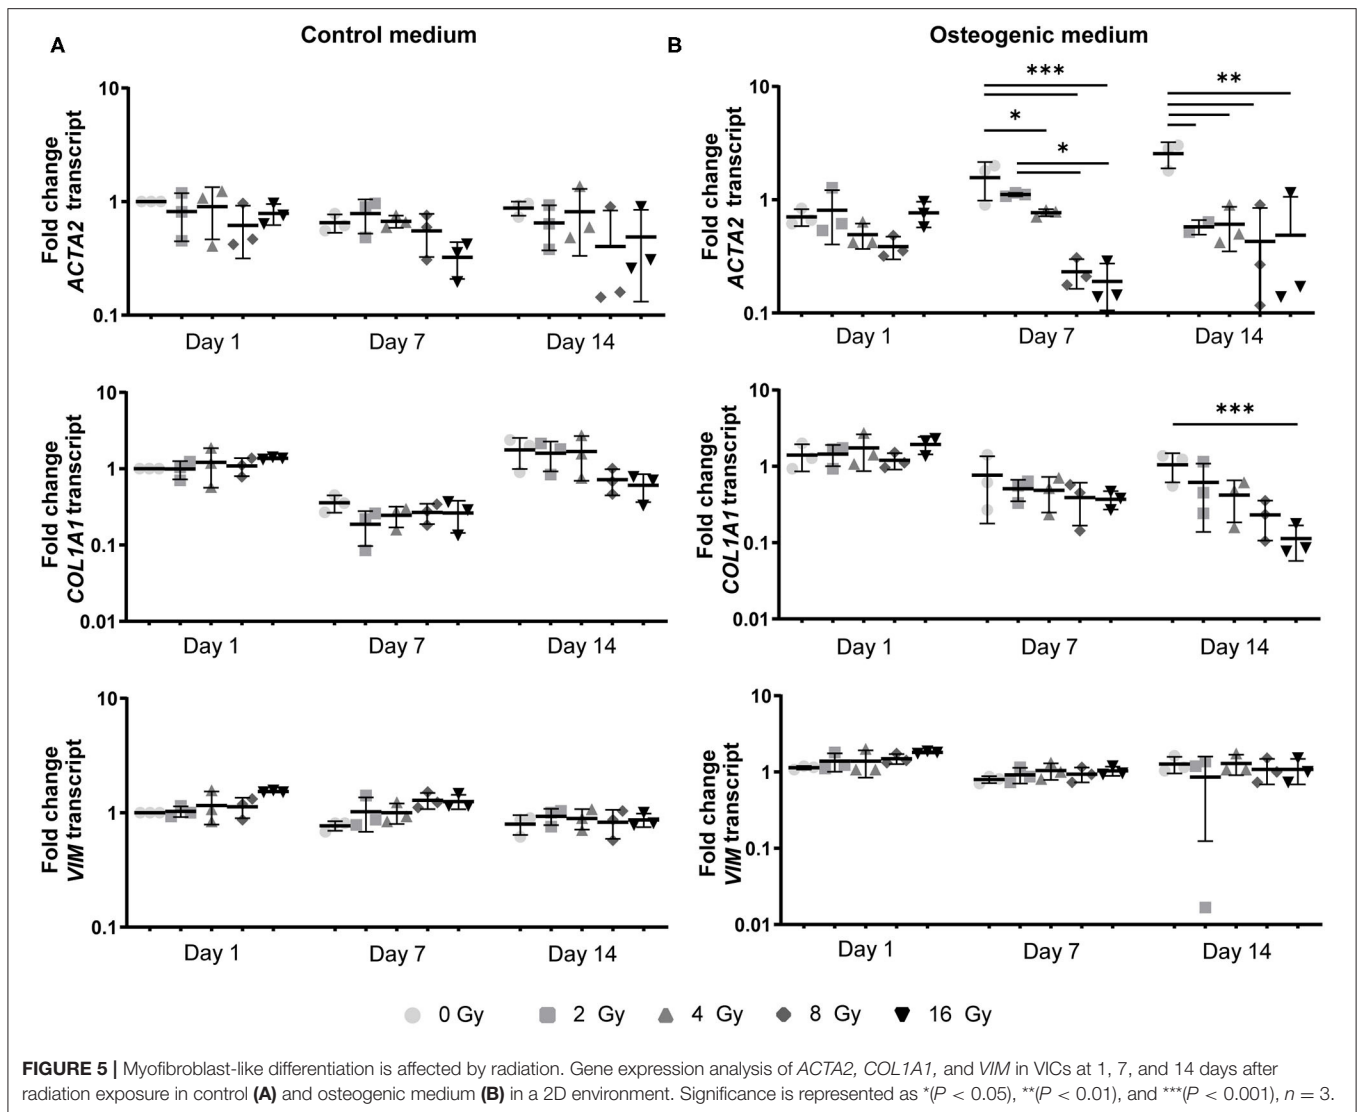 A
Control medium
B
Osteogenic medium
Fold change
ACTA2 transcript
10
1
0.1
Day 1
Day 7
Day 14
Fold change
ACTA2 transcript
10
1
0.1
***
*
*
**
Day 1
Day 7
Day 14
Fold change
COL1A1 transcript
10
1
0.1
0.01
Day 1
Day 7
Day 14
Fold change
COL1A1 transcript
10
1
0.1
0.01
***
Day 1
Day 7
Day 14
Fold change
VIM transcript
10
1
0.1
Day 1
Day 7
Day 14
Fold change
VIM transcript
10
1
0.1
0.01
Day 1
Day 7
Day 14
0 Gy 2 Gy 4 Gy 8 Gy 16 Gy
FIGURE 5 | Myofibroblast-like differentiation is affected by radiation. Gene expression analysis of ACTA2, COL1A1, and VIM in VICs at 1, 7, and 14 days after
radiation exposure in control (A) and osteogenic medium (B) in a 2D environment. Significance is represented as *(P < 0.05), **(P < 0.01), and ***(P < 0.001), n = 3.